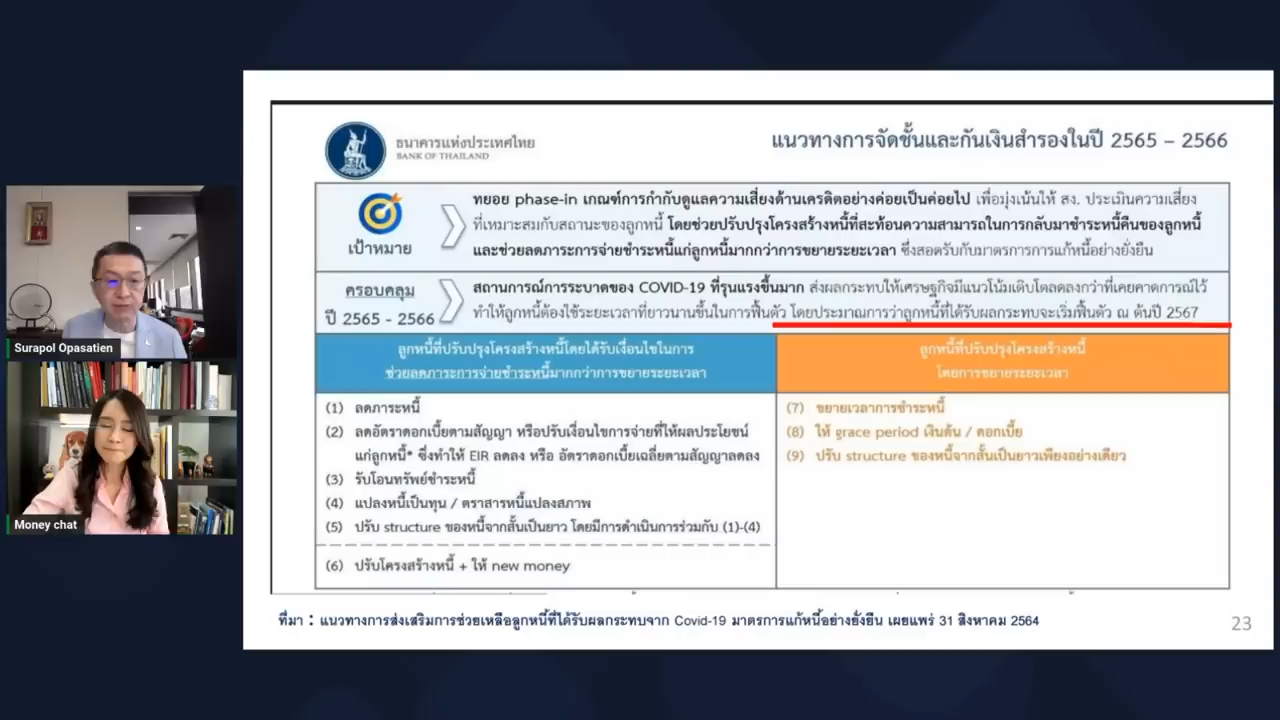 ธนาคารแห่งประเทศไทย
BANK OF THAILAND
แนวทางการจัดชั้นและกันเงินสำรองในปี 2565 – 2566
เป้าหมาย
ทยอย phase-in เกณฑ์การกำกับดูแลความเสี่ยงด้านเครดิตอย่างค่อยเป็นค่อยไป เพื่อมุ่งเน้นให้ สง. ประเมินความเสี่ยง
ที่เหมาะสมกับสถานะของลูกหนี้ โดยช่วยปรับปรุงโครงสร้างหนี้ที่สะท้อนความสามารถในการกลับมาชำระหนี้คืนของลูกหนี้
และช่วยลดภาระการจ่ายชำระหนี้แก่ลูกหนี้มากกว่าการขยายระยะเวลา ซึ่งสอดรับกับมาตรการการแก้หนี้อย่างยั่งยืน
ครอบคลุม
ปี 2565 - 2566
สถานการณ์การระบาดของ COVID-19 ที่รุนแรงขึ้นมาก ส่งผลกระทบให้เศรษฐกิจมีแนวโน้มเติบโตลดลงกว่าที่เคยคาดการณ์ไว้
ทำให้ลูกหนี้ต้องใช้ระยะเวลาที่ยาวนานขึ้นในการฟื้นตัว โดยประมาณการว่าลูกหนี้ที่ได้รับผลกระทบจะเริ่มฟื้นตัว ณ ต้นปี 2567
ลูกหนี้ที่ปรับปรุงโครงสร้างหนี้โดยได้รับเงื่อนไขในการ
ช่วยลดภาระการจ่ายชำระหนี้มากกว่าการขยายระยะเวลา
(1) ลดภาระหนี้
(2) ลดอัตราดอกเบี้ยตามสัญญา หรือปรับเงื่อนไขการจ่ายที่ให้ผลประโยชน์
แก่ลูกหนี้* ซึ่งทำให้ EIR ลดลง หรือ อัตราดอกเบี้ยเฉลี่ยตามสัญญาลดลง
(3) รับโอนทรัพย์ชำระหนี้
(4) แปลงหนี้เป็นทุน / ตราสารหนี้แปลงสภาพ
(5) ปรับ structure ของหนี้จากสั้นเป็นยาว โดยมีการดำเนินการร่วมกับ (1)-(4)
(6) ปรับโครงสร้างหนี้ + ให้ new money
ลูกหนี้ที่ปรับปรุงโครงสร้างหนี้
โดยการขยายระยะเวลา
(7) ขยายเวลาการชำระหนี้
(8) ให้ grace period เงินต้น / ดอกเบี้ย
(9) ปรับ structure ของหนี้จากสั้นเป็นยาวเพียงอย่างเดียว
ที่มา : แนวทางการส่งเสริมการช่วยเหลือลูกหนี้ที่ได้รับผลกระทบจาก Covid-19 มาตรการแก้หนี้อย่างยั่งยืน เผยแพร่ 31 สิงหาคม 2564
23
Surapol Opasatien
Money chat